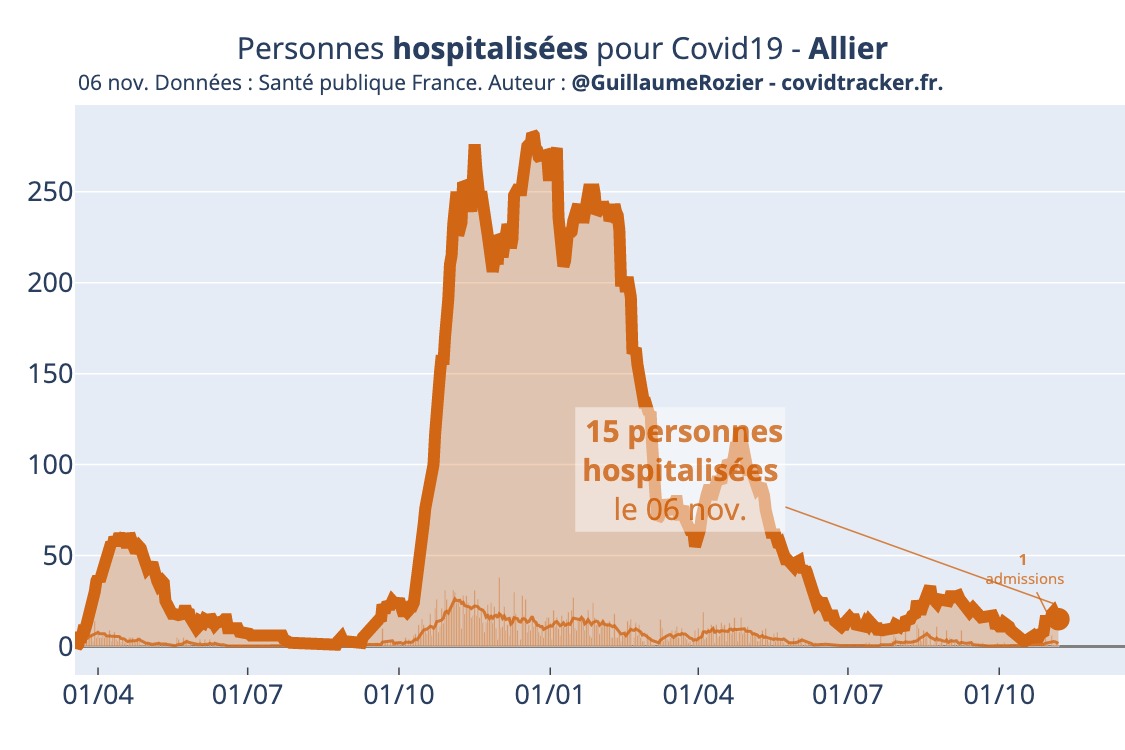 Personnes hospitalisées pour Covid19 - Allier
06 nov. Données : Santé publique France. Auteur : @GuillaumeRozier - covidtracker.fr.
250
200
150
100
50
0
15 personnes
hospitalisées
le 06 nov.
1
admissions
01/04 01/07 01/10 01/01 01/04 01/07 01/10